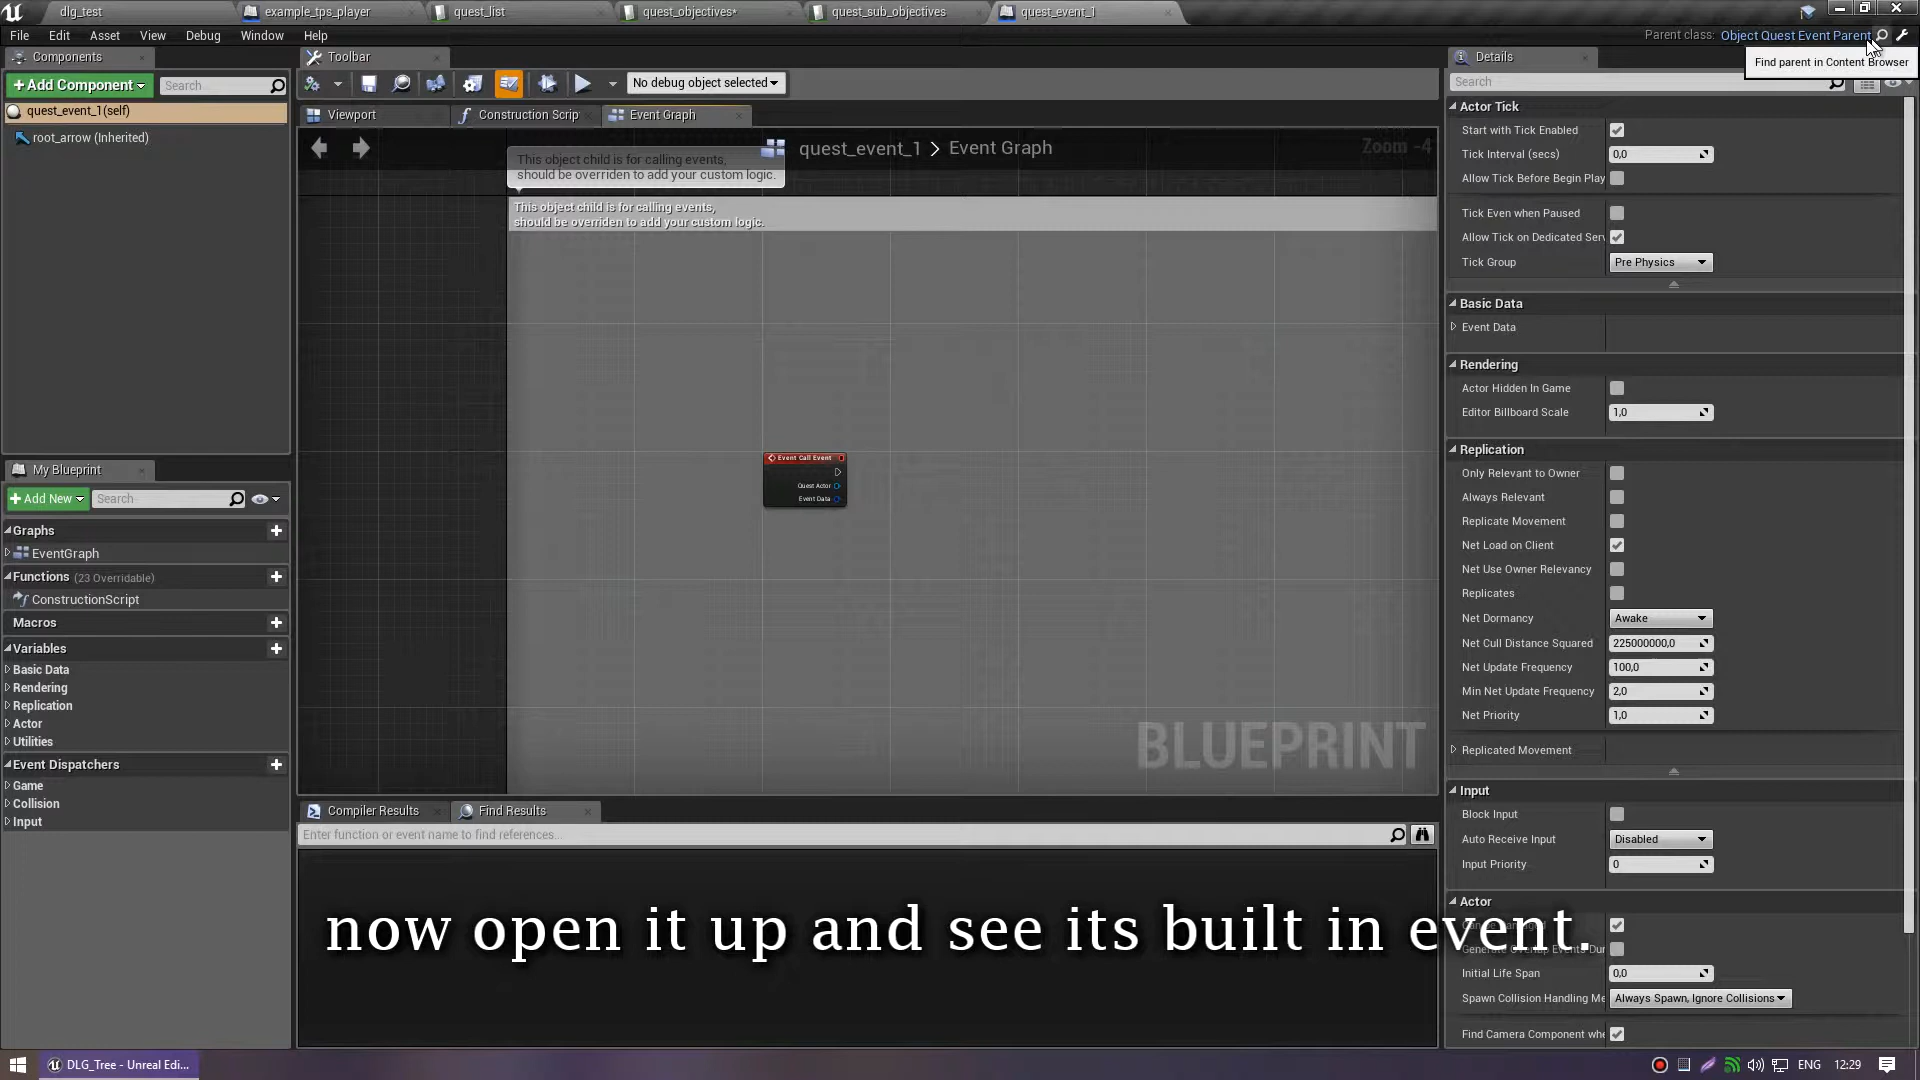 dlg_test
example_tps_player
quest_list
quest_objectives*
quest_sub_objectives
quest_event_1
File Edit Asset View Debug Window Help
Parent class: Object Quest Event Parent
Find parent in Content Browser
Components
+Add Component
Search
quest_event_1(self)
root_arrow (Inherited)
Toolbar
No debug object selected
Viewport
Construction Scrip
Event Graph
quest_event_1 > Event Graph
Zoom -4
This object child is for calling events,
should be overriden to add your custom logic.
This object child is for calling events,
should be overriden to add your custom logic.
Event Call Event
Quest Actor
Event Data
BLUEPRINT
My Blueprint
+Add New
Search
Graphs
EventGraph
Functions (23 Overridable)
ConstructionScript
Macros
Variables
Basic Data
Rendering
Replication
Actor
Utilities
Event Dispatchers
Game
Collision
Input
Compiler Results
Find Results
Enter function or event name to find references...
Details
Search
Actor Tick
Start with Tick Enabled
Tick Interval (secs) 0,0
Allow Tick Before Begin Play
Tick Even when Paused
Allow Tick on Dedicated Serv
Tick Group Pre Physics
Basic Data
Event Data
Rendering
Actor Hidden In Game
Editor Billboard Scale 1,0
Replication
Only Relevant to Owner
Always Relevant
Replicate Movement
Net Load on Client
Net Use Owner Relevancy
Replicates
Net Dormancy Awake
Net Cull Distance Squared 225000000,0
Net Update Frequency 100,0
Min Net Update Frequency 2,0
Net Priority 1,0
Replicated Movement
Input
Block Input
Auto Receive Input Disabled
Input Priority 0
Actor
Generate Overlap Events Dur
Initial Life Span 0,0
Spawn Collision Handling Me Always Spawn, Ignore Collisions
Find Camera Component whe
now open it up and see its built in event.
DLG_Tree - Unreal Edi...
ENG 12:29